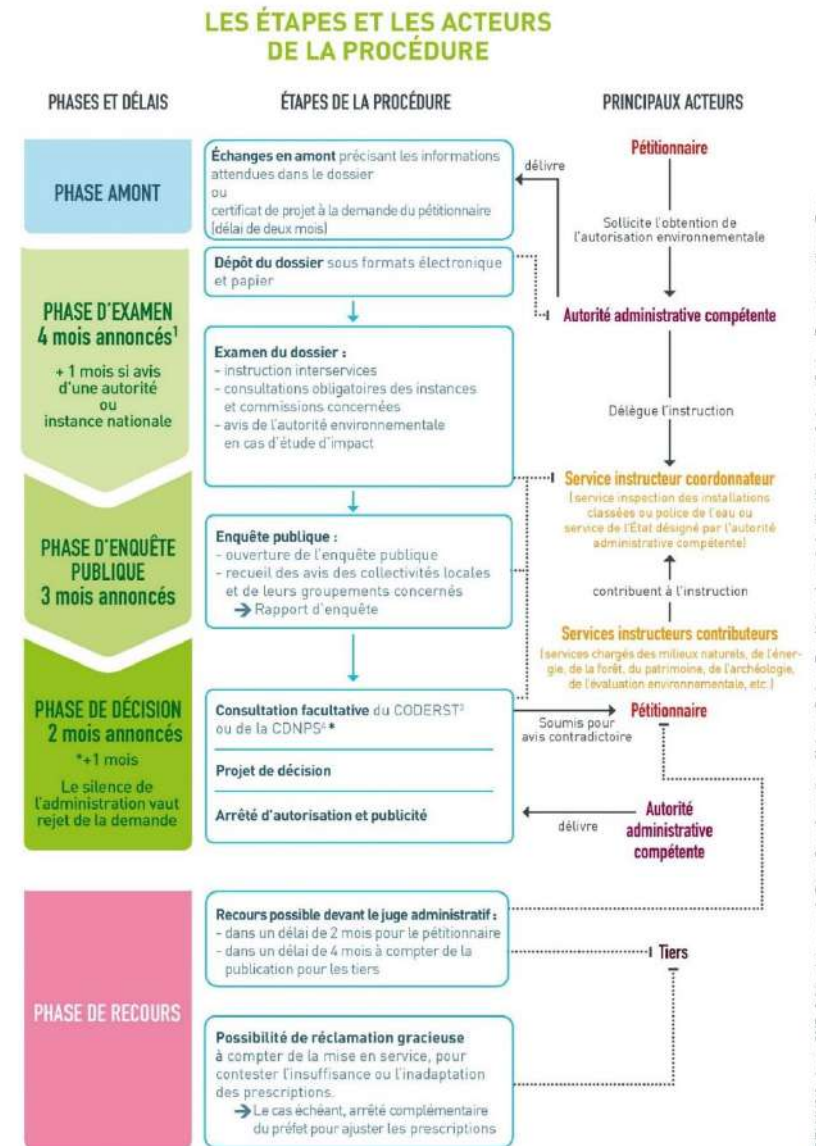 LES ÉTAPES ET LES ACTEURS
DE LA PROCÉDURE
PHASES ET DÉLAIS
ÉTAPES DE LA PROCÉDURE
PRINCIPAUX ACTEURS
PHASE AMONT
Échanges en amont précisant les informations
attendues dans le dossier
ou
certificat de projet à la demande du pétitionnaire
(délai de deux mois)
délivre
Pétitionnaire
Sollicite l'obtention de
l'autorisation environnementale
PHASE D'EXAMEN
4 mois annoncés¹
+ 1 mois si avis
d'une autorité
ou
instance nationale
Dépôt du dossier sous formats électronique
et papier
Autorité administrative compétente
Examen du dossier :
- instruction interservices
- consultations obligatoires des instances
et commissions concernées
- avis de l'autorité environnementale
en cas d'étude d'impact
Délègue l'instruction
Service instructeur coordonnateur
(service inspection des installations
classées ou police de l'eau ou
service de l'État désigné par l'autorité
administrative compétente)
PHASE D'ENQUÊTE
PUBLIQUE
3 mois annoncés
Enquête publique :
- ouverture de l'enquête publique
- recueil des avis des collectivités locales
et de leurs groupements concernés
→ Rapport d'enquête
contribuent à l'instruction
Services instructeurs contributeurs
(services chargés des milieux naturels, de l'éner-
gie, de la forêt, du patrimoine, de l'archéologie,
de l'évaluation environnementale, etc.)
PHASE DE DÉCISION
2 mois annoncés
*+1 mois
Le silence de
l'administration vaut
rejet de la demande
Consultation facultative du CODERST³
ou de la CDNPS⁴*
Projet de décision
Arrêté d'autorisation et publicité
Soumis pour
avis contradictoire
Pétitionnaire
délivre
Autorité
administrative
compétente
PHASE DE RECOURS
Recours possible devant le juge administratif :
- dans un délai de 2 mois pour le pétitionnaire
- dans un délai de 4 mois à compter de la
publication pour les tiers
Tiers
Possibilité de réclamation gracieuse
à compter de la mise en service, pour
contester l'insuffisance ou l'inadaptation
des prescriptions.
→ Le cas échéant, arrêté complémentaire
du préfet pour ajuster les prescriptions